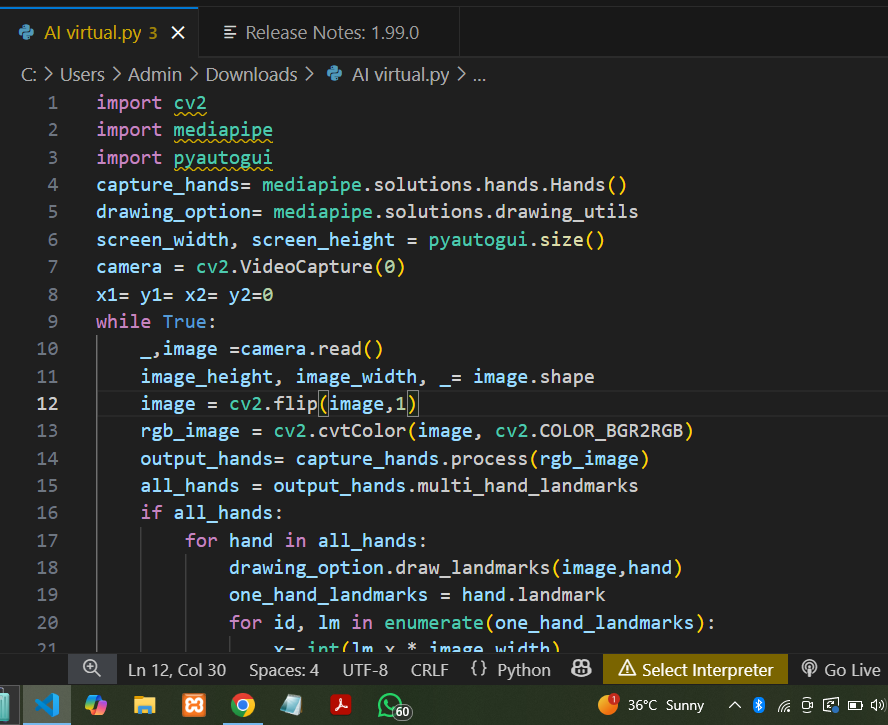 AI virtual.py 3
Release Notes: 1.99.0
C: > Users > Admin > Downloads > AI virtual.py > ...
1 import cv2
2 import mediapipe
3 import pyautogui
4 capture_hands= mediapipe.solutions.hands.Hands()
5 drawing_option= mediapipe.solutions.drawing_utils
6 screen_width, screen_height = pyautogui.size()
7 camera = cv2.VideoCapture(0)
8 x1= y1= x2= y2=0
9 while True:
10 _,image =camera.read()
11 image_height, image_width, _= image.shape
12 image = cv2.flip(image,1)
13 rgb_image = cv2.cvtColor(image, cv2.COLOR_BGR2RGB)
14 output_hands= capture_hands.process(rgb_image)
15 all_hands = output_hands.multi_hand_landmarks
16 if all_hands:
17 for hand in all_hands:
18 drawing_option.draw_landmarks(image,hand)
19 one_hand_landmarks = hand.landmark
20 for id, lm in enumerate(one_hand_landmarks):
21 x= int(lm.x * image_width)
Ln 12, Col 30 Spaces: 4 UTF-8 CRLF {} Python Select Interpreter Go Live
60
1
36°C Sunny